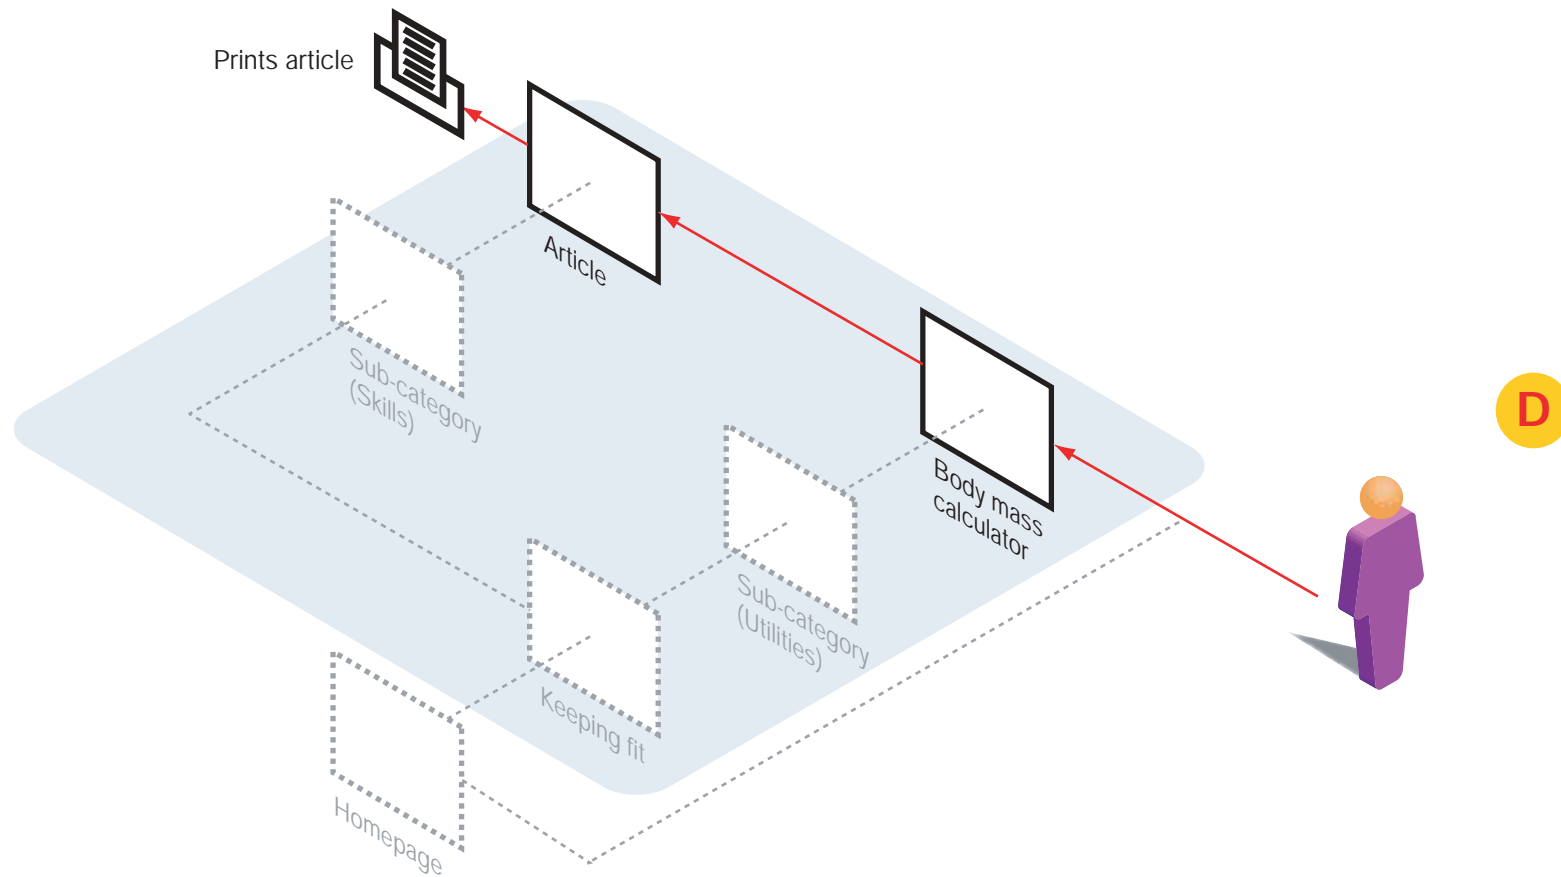 Prints article
Article
Sub-category
(Skills)
Body mass
calculator
D
Sub-category
(Utilities)
Keeping fit
Homepage